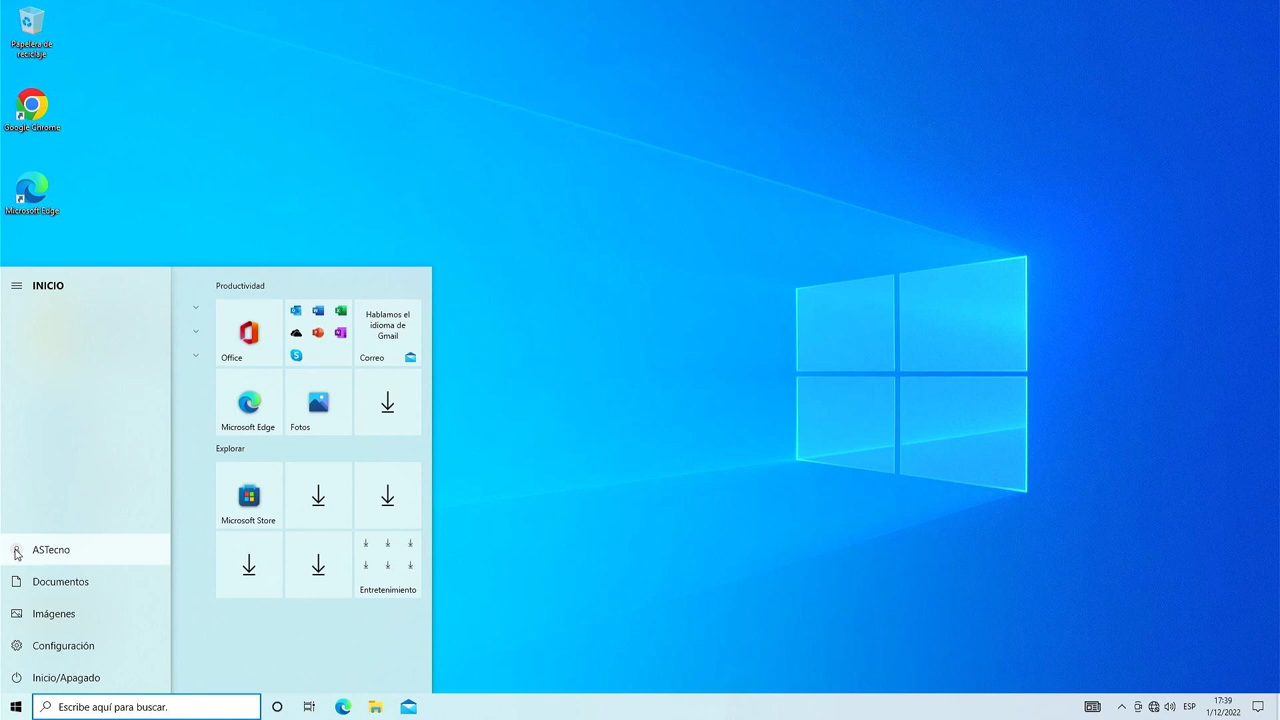 Papelera de
reciclaje
Google Chrome
Microsoft Edge
INICIO
ASTecno
Documentos
Imágenes
Configuración
Inicio/Apagado
Productividad
Office
Hablamos el
idioma de
Gmail
Correo
Microsoft Edge
Fotos
Explorar
Microsoft Store
Entretenimiento
Escribe aquí para buscar.
ESP
17:39
1/12/2022